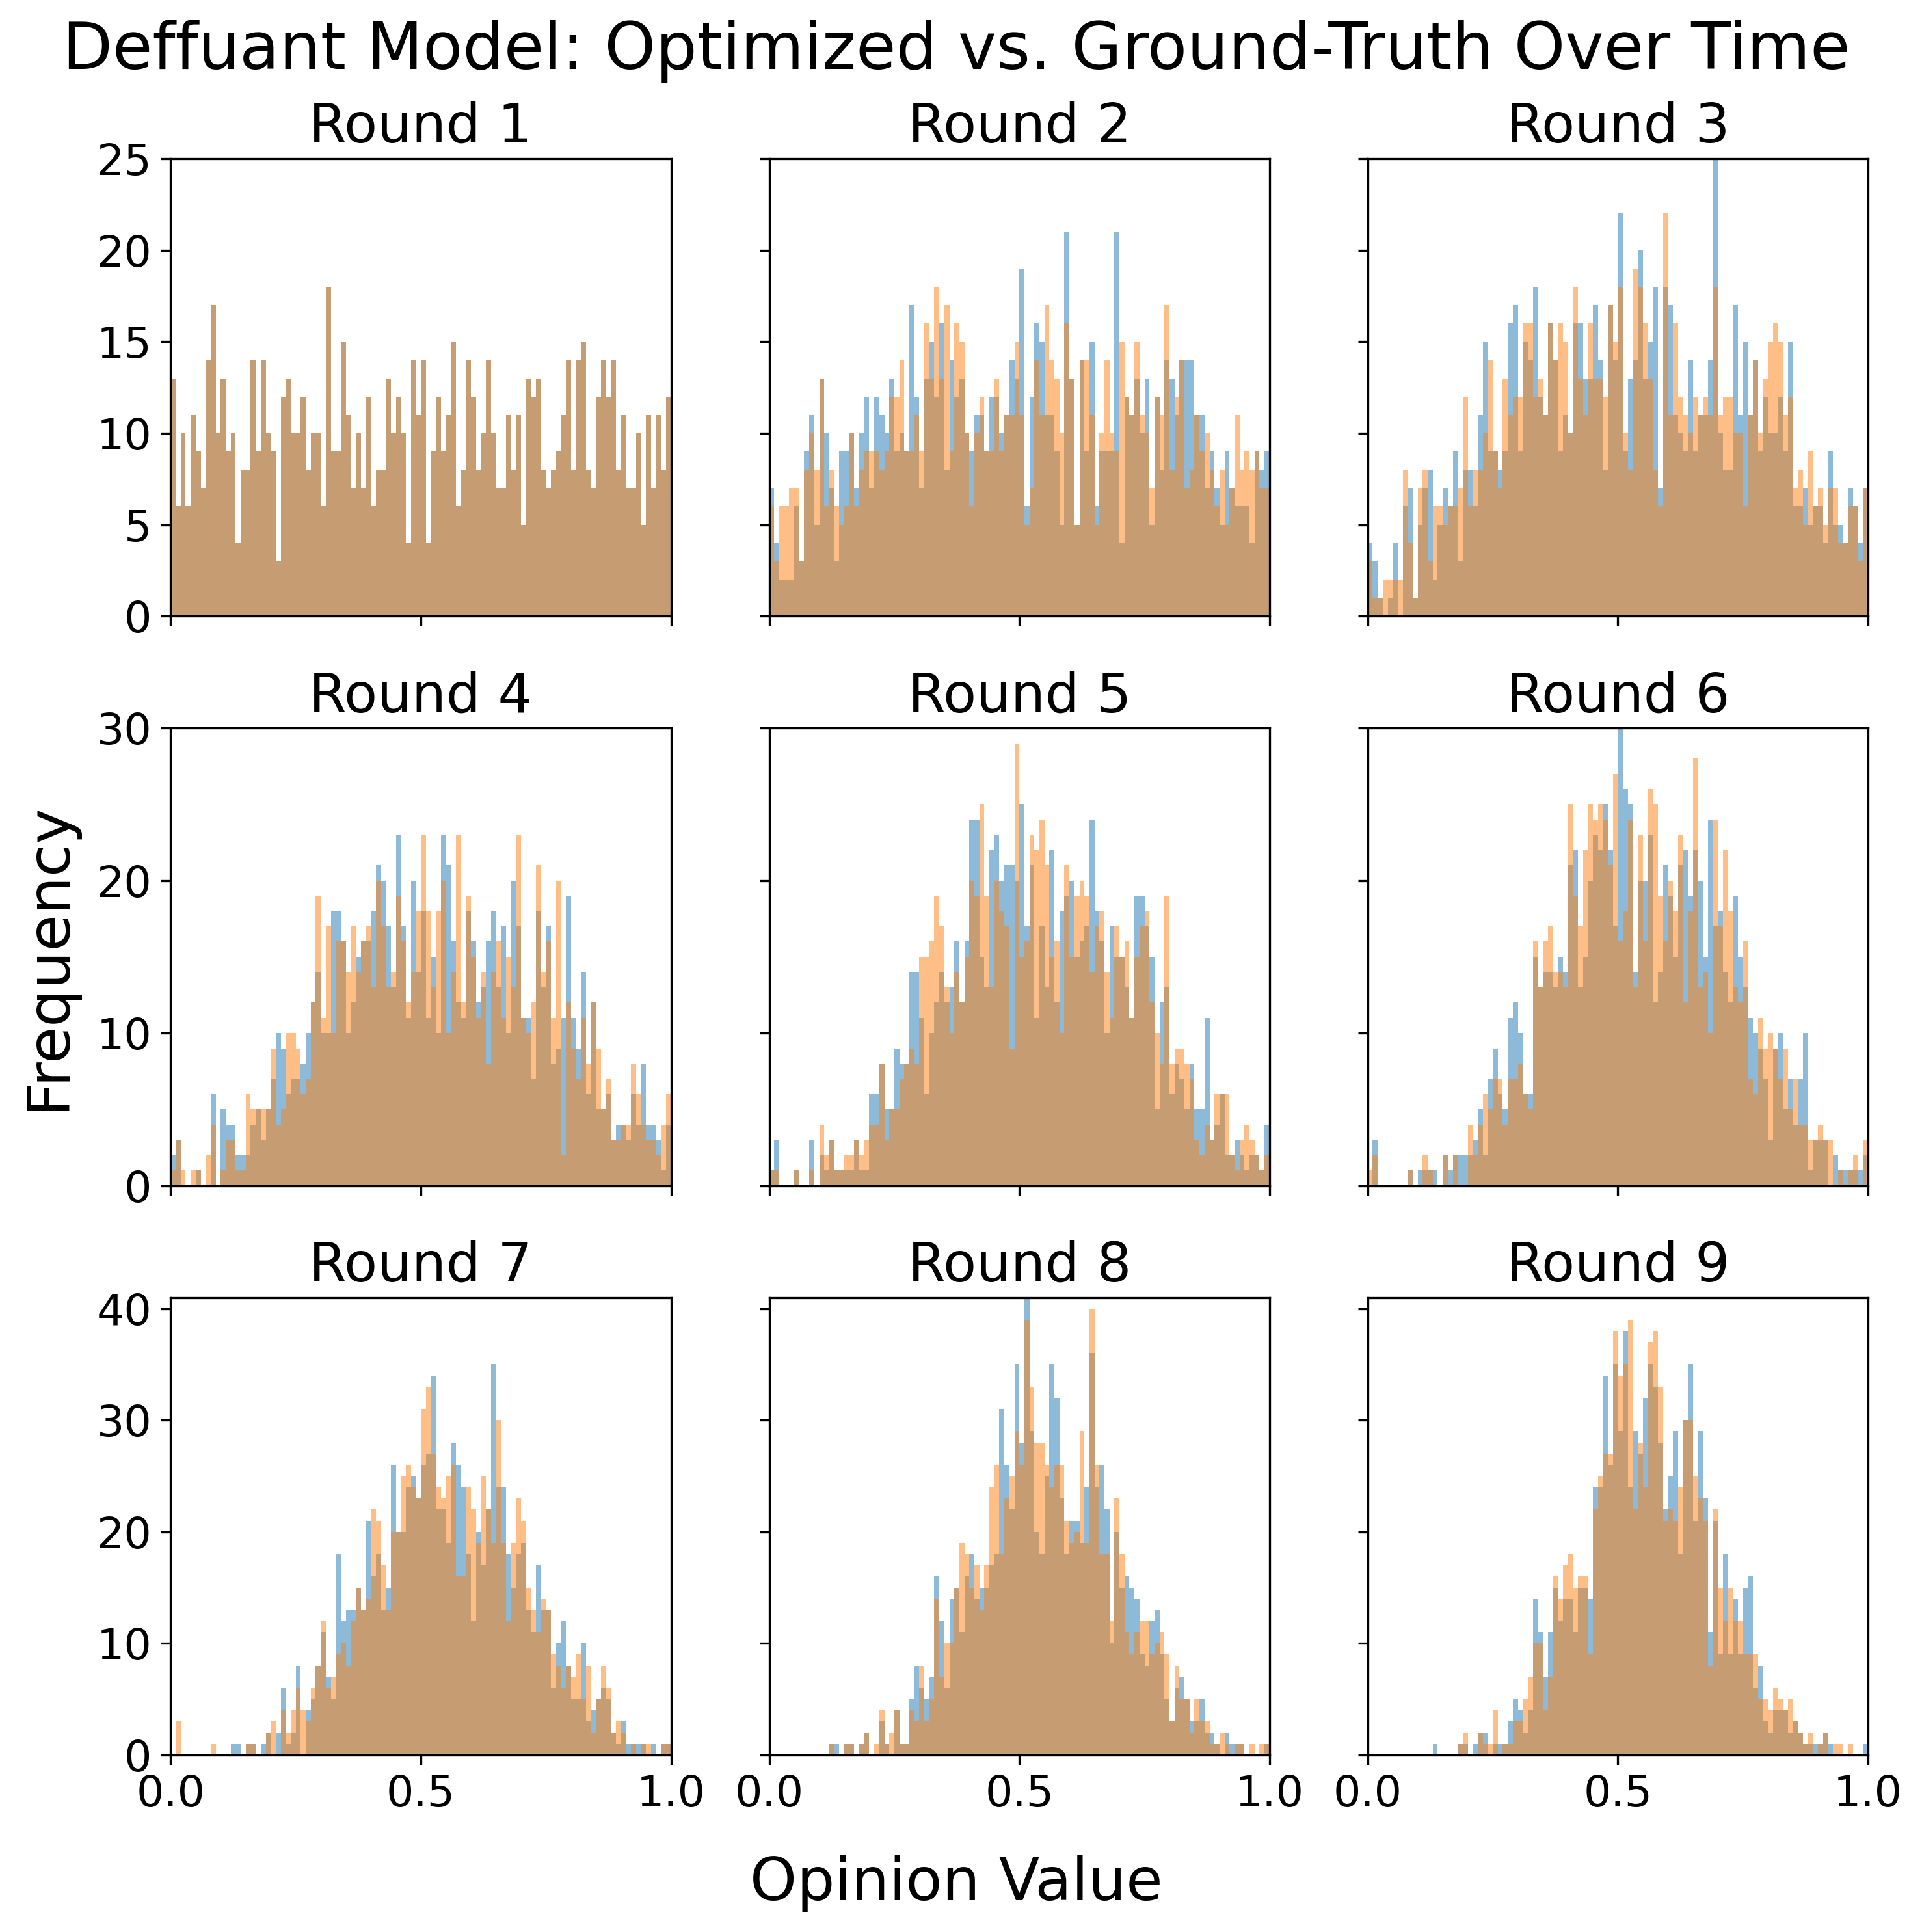 Deffuant Model: Optimized vs. Ground-Truth Over Time
Round 1
Round 2
Round 3
25
20
15
10
5
0
Round 4
Round 5
Round 6
30
20
10
0
Frequency
Round 7
Round 8
Round 9
40
30
20
10
0
0.0 0.5 1.0 0.0 0.5 1.0 0.0 0.5 1.0
Opinion Value